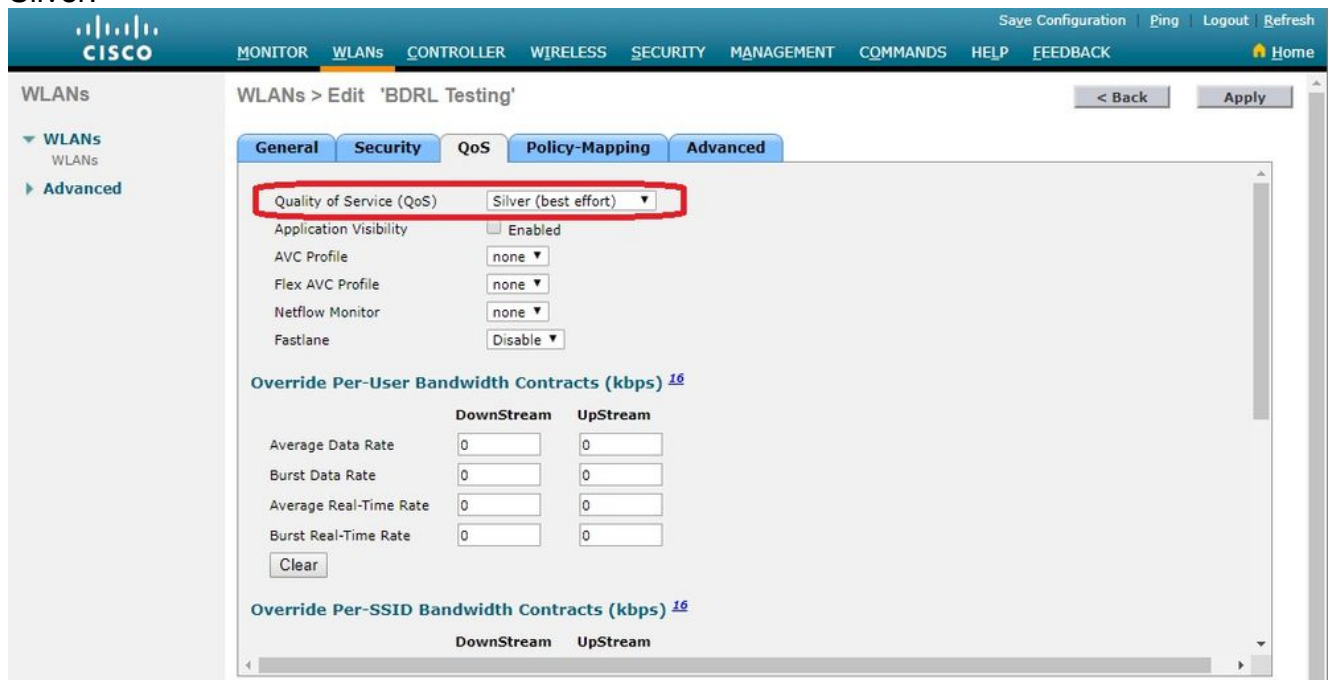 Silver.
Save Configuration | Ping | Logout | Refresh
CISCO
MONITOR WLANs CONTROLLER WIRELESS SECURITY MANAGEMENT COMMANDS HELP FEEDBACK Home
WLANs
WLANs > Edit 'BDRL Testing'
< Back
Apply
WLANs
WLANs
Advanced
General Security QoS Policy-Mapping Advanced
Quality of Service (QoS) Silver (best effort)
Application Visibility Enabled
AVC Profile none
Flex AVC Profile none
Netflow Monitor none
Fastlane Disable
Override Per-User Bandwidth Contracts (kbps) 16
DownStream UpStream
Average Data Rate 0 0
Burst Data Rate 0 0
Average Real-Time Rate 0 0
Burst Real-Time Rate 0 0
Clear
Override Per-SSID Bandwidth Contracts (kbps) 16
DownStream UpStream